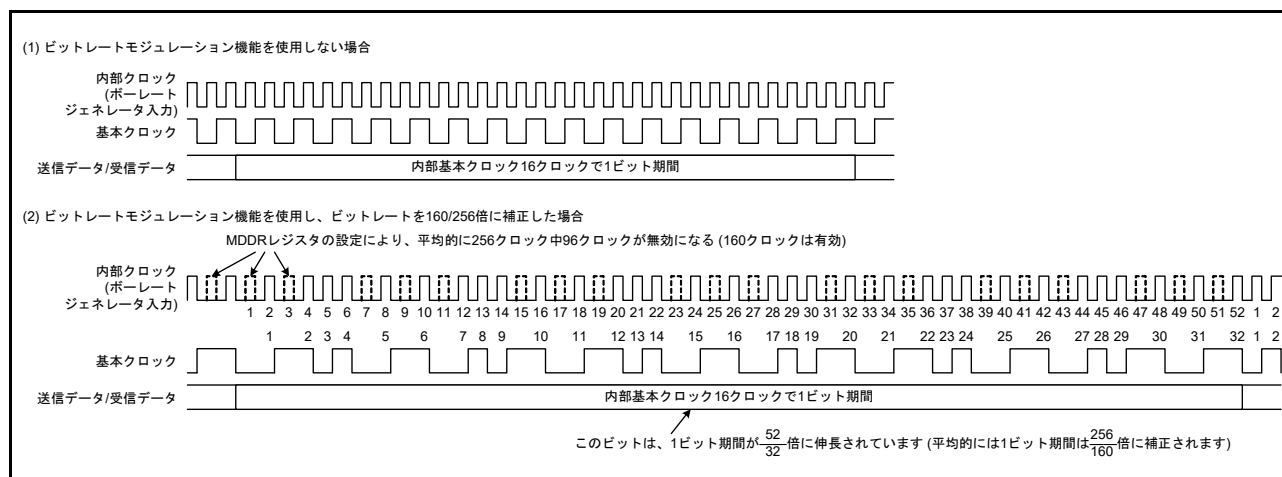 (1) ビットレートモジュレーション機能を使用しない場合
内部クロック
(ボーレート
ジェネレータ入力)
基本クロック
送信データ/受信データ
内部基本クロック16クロックで1ビット期間
(2) ビットレートモジュレーション機能を使用し、ビットレートを160/256倍に補正した場合
MDDRレジスタの設定により、平均的に256クロック中96クロックが無効になる (160クロックは有効)
内部クロック
(ボーレート
ジェネレータ入力)
1 2 3 4 5 6 7 8 9 10 11 12 13 14 15 16 17 18 19 20 21 22 23 24 25 26 27 28 29 30 31 32 33 34 35 36 37 38 39 40 41 42 43 44 45 46 47 48 49 50 51 52 1 2
1 2 3 4 5 6 7 8 9 10 11 12 13 14 15 16 17 18 19 20 21 22 23 24 25 26 27 28 29 30 31 32 1 2
基本クロック
送信データ/受信データ
内部基本クロック16クロックで1ビット期間
このビットは、1ビット期間が52/32倍に伸長されています (平均的には1ビット期間は256/160倍に補正されます)